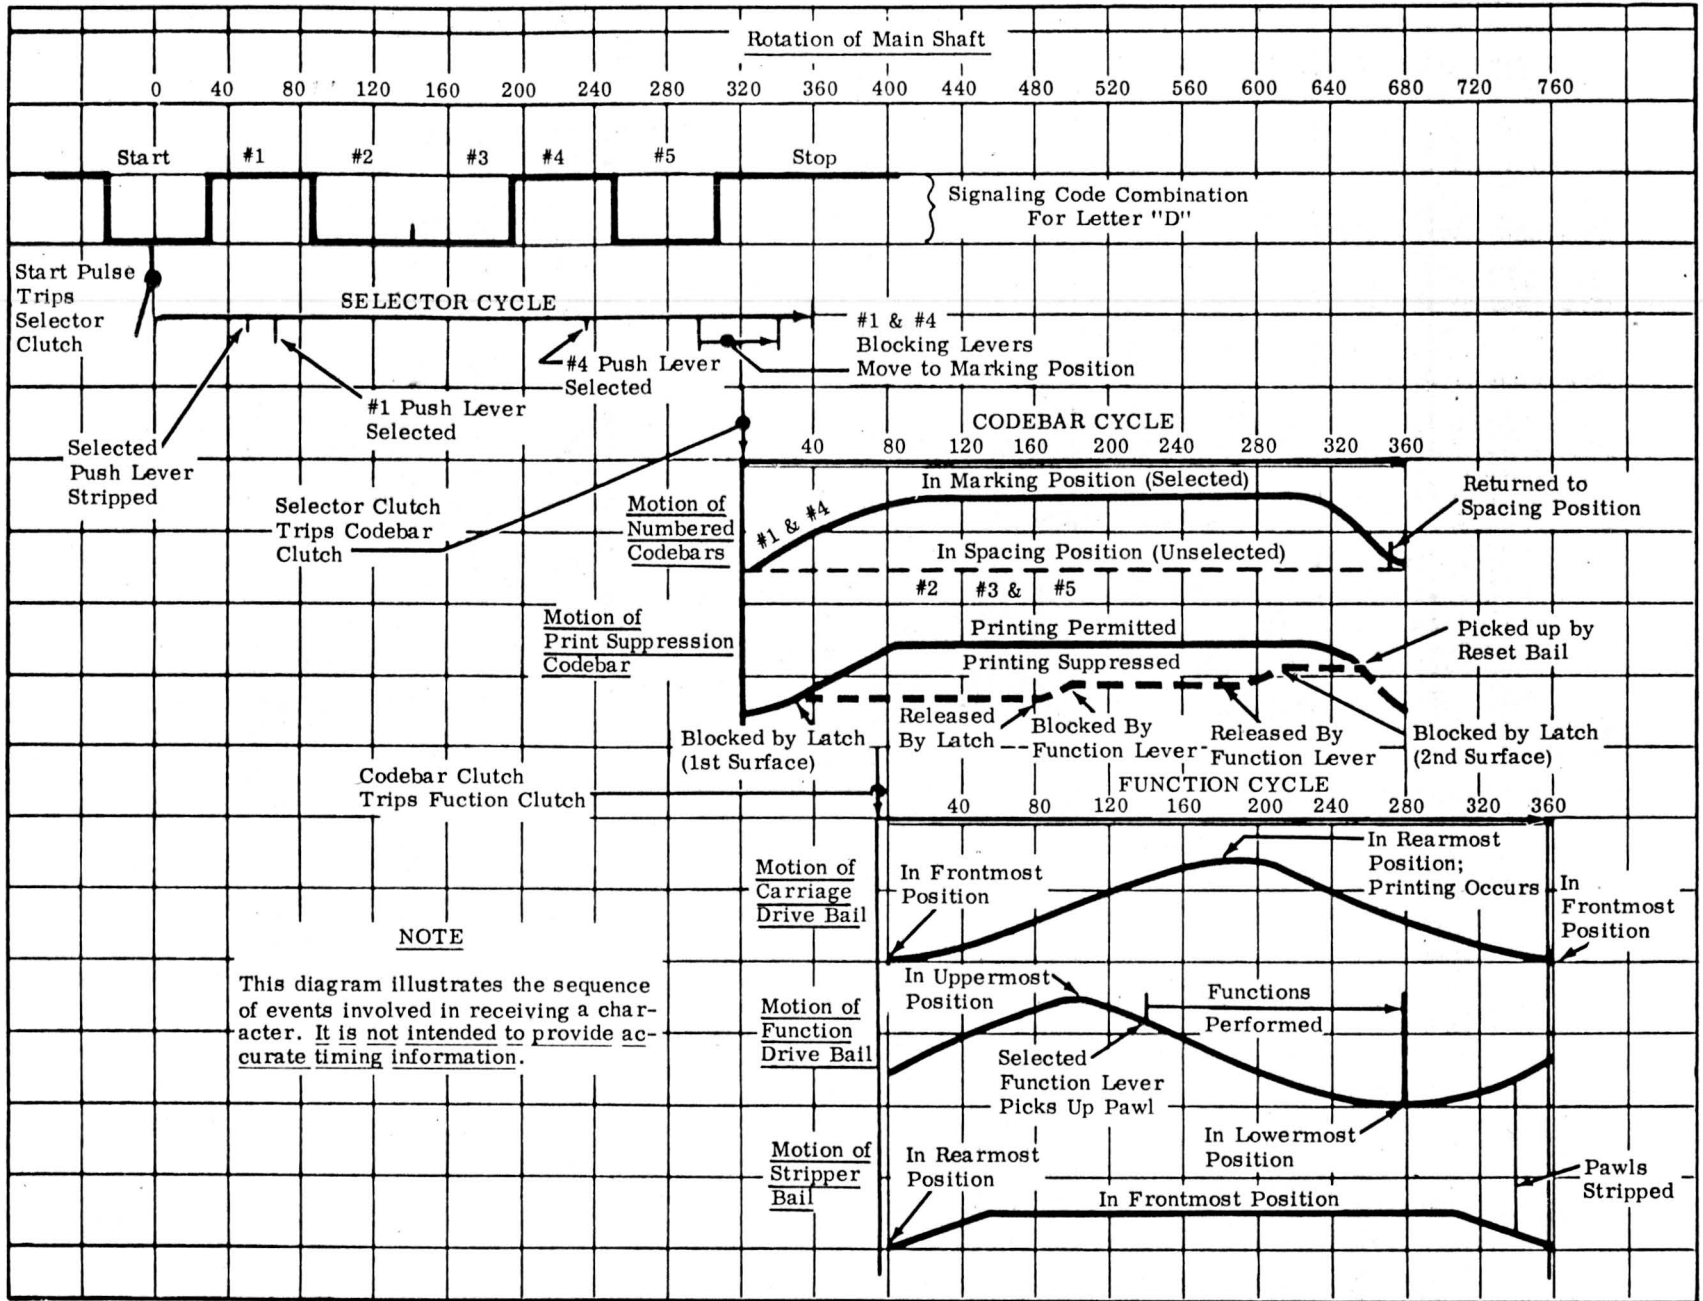 Rotation of Main Shaft
0 40 80 120 160 200 240 280 320 360 400 440 480 520 560 600 640 680 720 760
Start #1 #2 #3 #4 #5 Stop
Signaling Code Combination
For Letter "D"
Start Pulse
Trips
Selector
Clutch
SELECTOR CYCLE
#1 & #4
Blocking Levers
Move to Marking Position
#4 Push Lever
Selected
#1 Push Lever
Selected
Selected
Push Lever
Stripped
CODEBAR CYCLE
40 80 120 160 200 240 280 320 360
Selector Clutch
Trips Codebar
Clutch
Motion of
Numbered
Codebars
#1 & #4
In Marking Position (Selected)
Returned to
Spacing Position
In Spacing Position (Unselected)
#2 #3 & #5
Motion of
Print Suppression
Codebar
Printing Permitted
Printing Suppressed
Picked up by
Reset Bail
Blocked by Latch
(1st Surface)
Released
By Latch
Blocked By
Function Lever
Released By
Function Lever
Blocked by Latch
(2nd Surface)
Codebar Clutch
Trips Fuction Clutch
FUNCTION CYCLE
40 80 120 160 200 240 280 320 360
Motion of
Carriage
Drive Bail
In Frontmost
Position
In Rearmost
Position;
Printing Occurs
In
Frontmost
Position
NOTE
This diagram illustrates the sequence
of events involved in receiving a char-
acter. It is not intended to provide ac-
curate timing information.
Motion of
Function
Drive Bail
In Uppermost
Position
Functions
Performed
Selected
Function Lever
Picks Up Pawl
In Lowermost
Position
Motion of
Stripper
Bail
In Rearmost
Position
In Frontmost Position
Pawls
Stripped